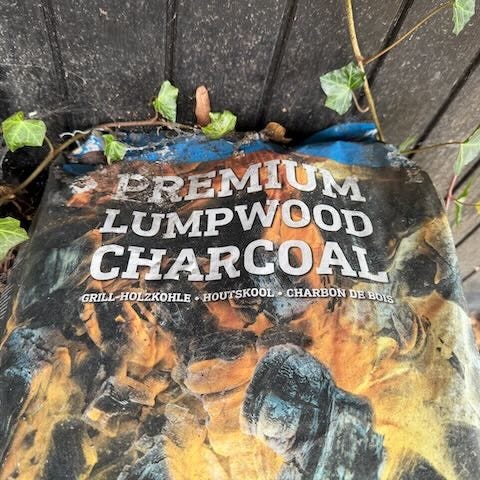 PREMIUM
LUMPWOOD
CHARCOAL
GRILL-HOLZKOHLE • HOUTSKOOL • CHARBON DE BOIS